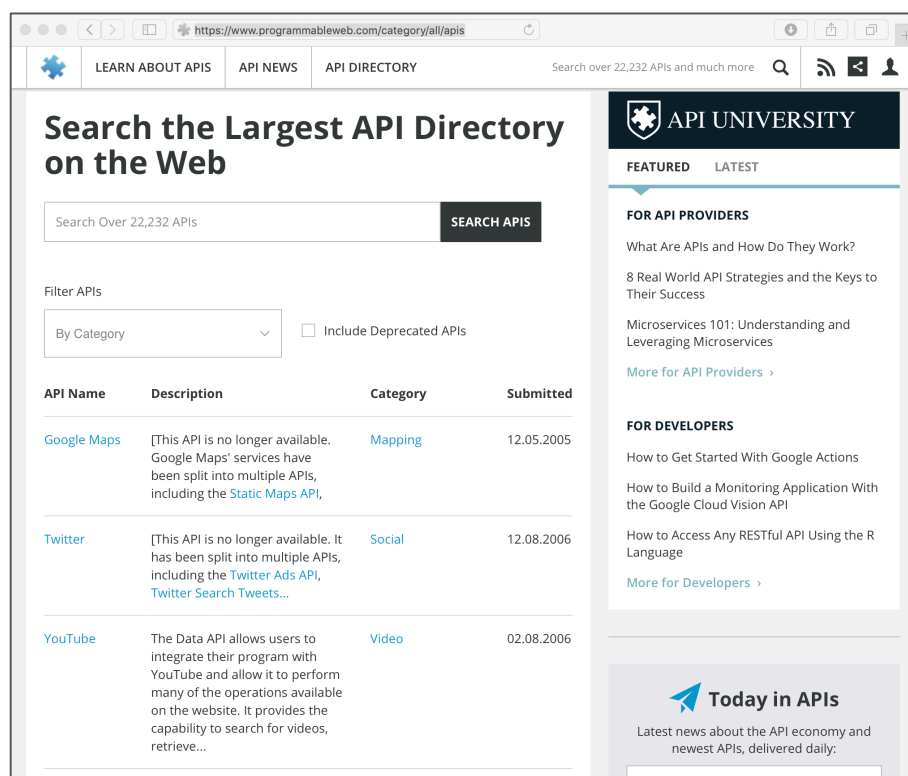 https://www.programmableweb.com/category/all/apis
LEARN ABOUT APIS
API NEWS
API DIRECTORY
Search over 22,232 APIs and much more
Search the Largest API Directory
on the Web
Search Over 22,232 APIs
SEARCH APIS
Filter APIs
By Category
Include Deprecated APIs
API Name Description Category Submitted
Google Maps
[This API is no longer available.
Google Maps' services have
been split into multiple APIs,
including the Static Maps API,
Mapping
12.05.2005
Twitter
[This API is no longer available. It
has been split into multiple APIs,
including the Twitter Ads API,
Twitter Search Tweets...
Social
12.08.2006
YouTube
The Data API allows users to
integrate their program with
YouTube and allow it to perform
many of the operations available
on the website. It provides the
capability to search for videos,
retrieve...
Video
02.08.2006
API UNIVERSITY
FEATURED
LATEST
FOR API PROVIDERS
What Are APIs and How Do They Work?
8 Real World API Strategies and the Keys to
Their Success
Microservices 101: Understanding and
Leveraging Microservices
More for API Providers ›
FOR DEVELOPERS
How to Get Started With Google Actions
How to Build a Monitoring Application With
the Google Cloud Vision API
How to Access Any RESTful API Using the R
Language
More for Developers ›
Today in APIs
Latest news about the API economy and
newest APIs, delivered daily: